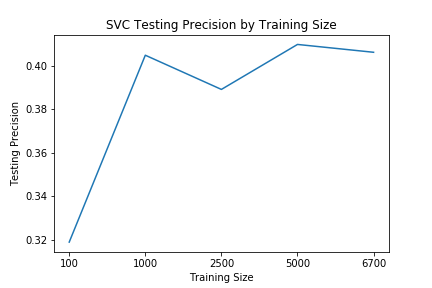 SVC Testing Precision by Training Size
Testing Precision
0.40
0.38
0.36
0.34
0.32
100 1000 2500 5000 6700
Training Size